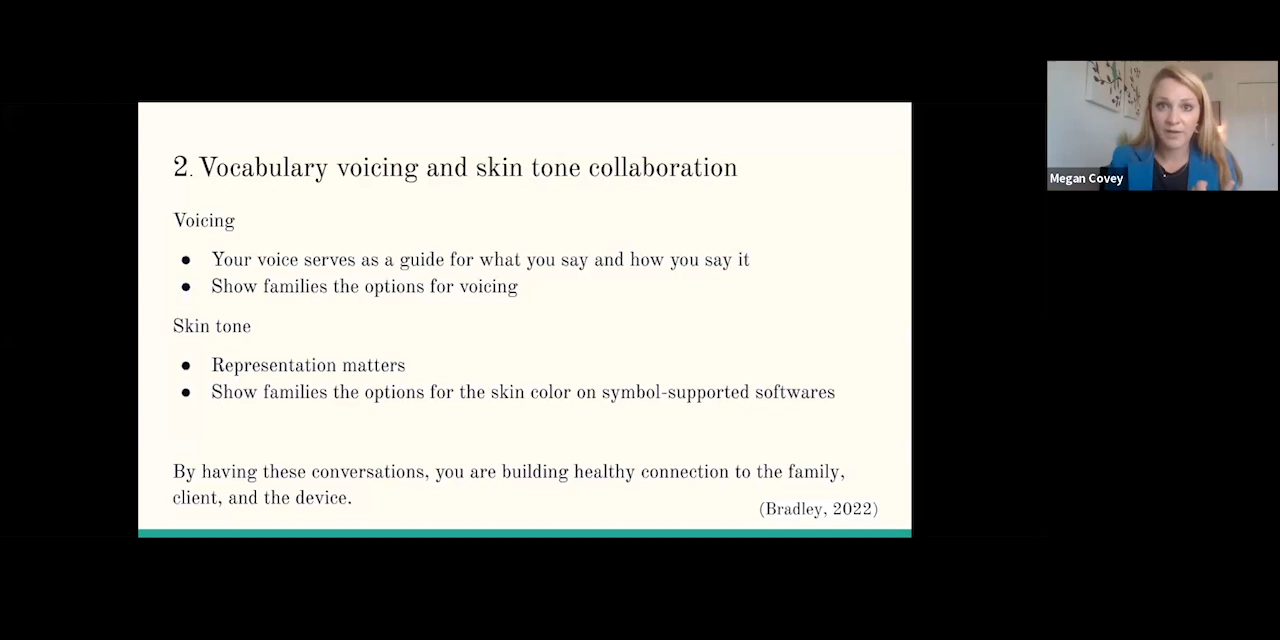 2. Vocabulary voicing and skin tone collaboration
Voicing
● Your voice serves as a guide for what you say and how you say it
● Show families the options for voicing
Skin tone
● Representation matters
● Show families the options for the skin color on symbol-supported softwares
By having these conversations, you are building healthy connection to the family,
client, and the device.
(Bradley, 2022)
Megan Covey